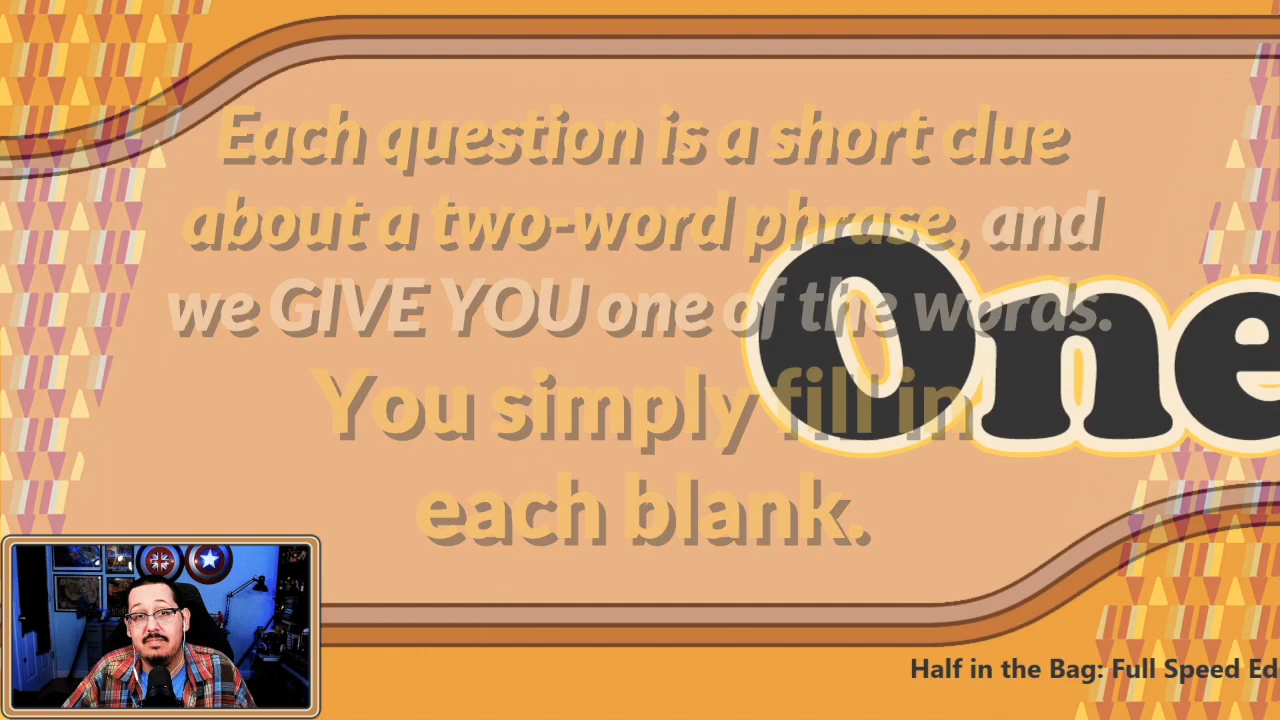 Each question is a short clue
about a two-word phrase, and
we GIVE YOU one of the words.
You simply fill in
each blank.
One
Half in the Bag: Full Speed Ed